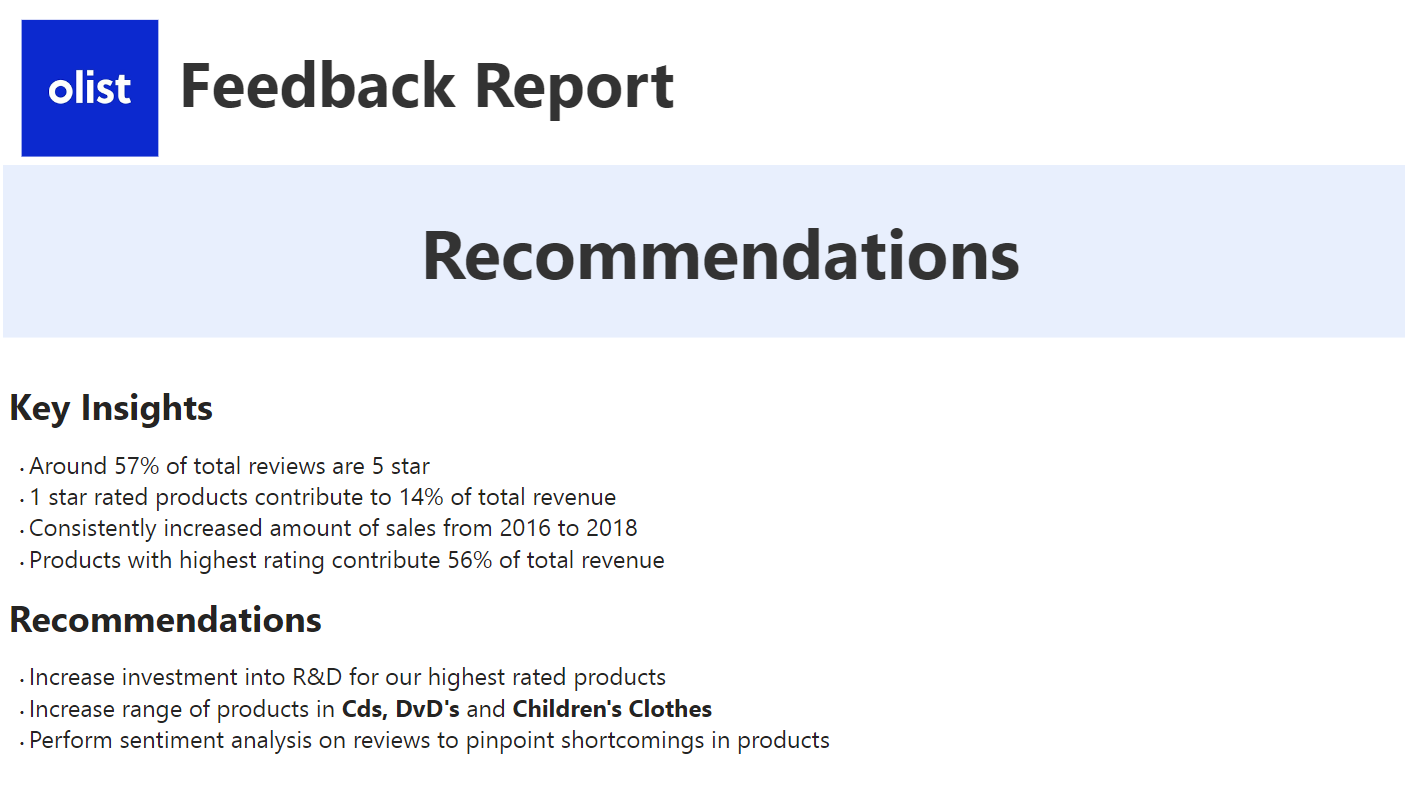 olist
Feedback Report
Recommendations
Key Insights
· Around 57% of total reviews are 5 star
· 1 star rated products contribute to 14% of total revenue
· Consistently increased amount of sales from 2016 to 2018
· Products with highest rating contribute 56% of total revenue
Recommendations
· Increase investment into R&D for our highest rated products
· Increase range of products in Cds, DvD's and Children's Clothes
· Perform sentiment analysis on reviews to pinpoint shortcomings in products